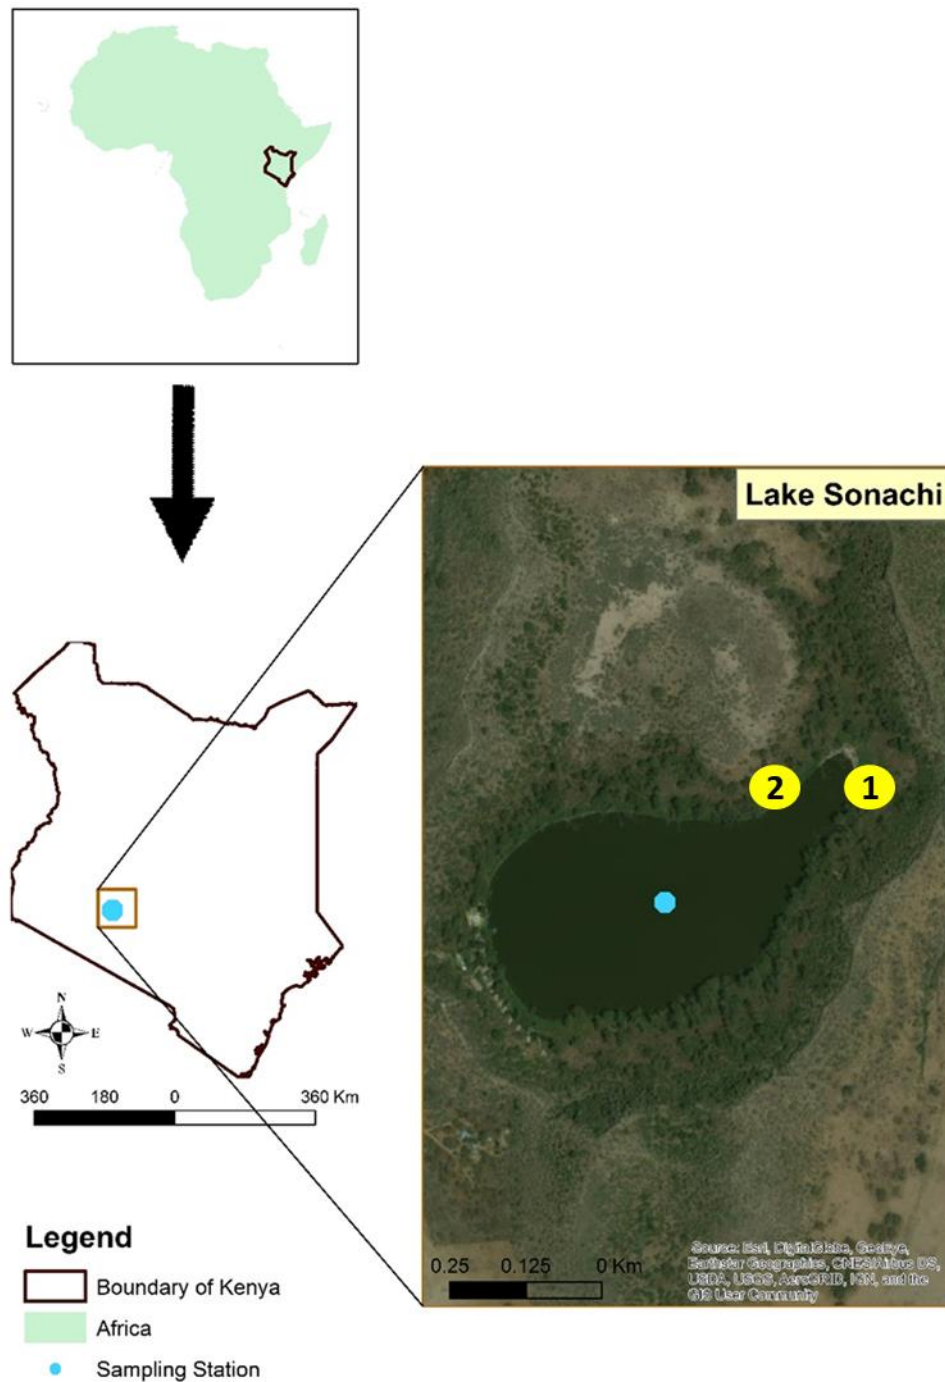 Lake Sonachi
2
1
N
W E
S
360 180 0 360 Km
0.25 0.125 0 Km
Source: Esri, DigitalGlobe, GeoEye,
Earthstar Geographics, CNES/Airbus DS,
USDA, USGS, AeroGRID, IGN, and the
GIS User Community
Legend
Boundary of Kenya
Africa
Sampling Station